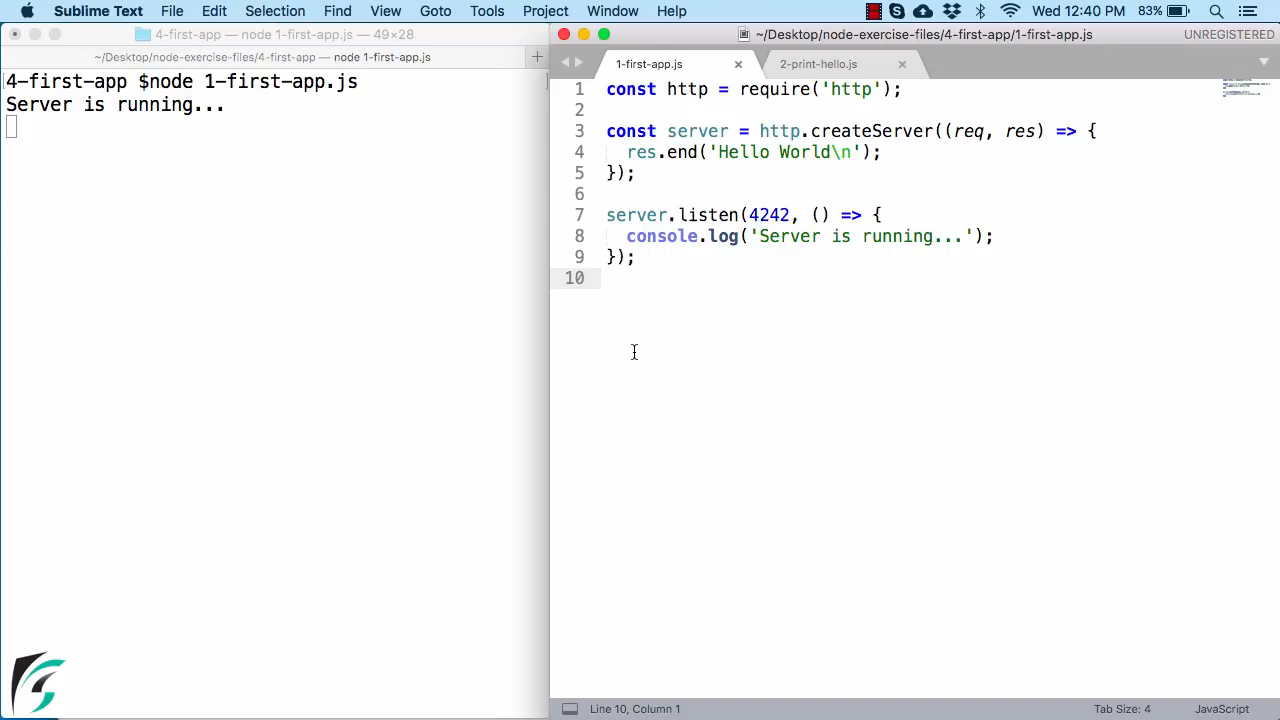 Sublime Text File Edit Selection Find View Goto Tools Project Window Help 83% Wed 12:40 PM
4-first-app — node 1-first-app.js — 49×28
~/Desktop/node-exercise-files/4-first-app — node 1-first-app.js +
4-first-app $node 1-first-app.js
Server is running...
~/Desktop/node-exercise-files/4-first-app/1-first-app.js UNREGISTERED
1-first-app.js × 2-print-hello.js ×
1 const http = require('http');
2
3 const server = http.createServer((req, res) => {
4 res.end('Hello World\n');
5 });
6
7 server.listen(4242, () => {
8 console.log('Server is running...');
9 });
10
Line 10, Column 1 Tab Size: 4 JavaScript